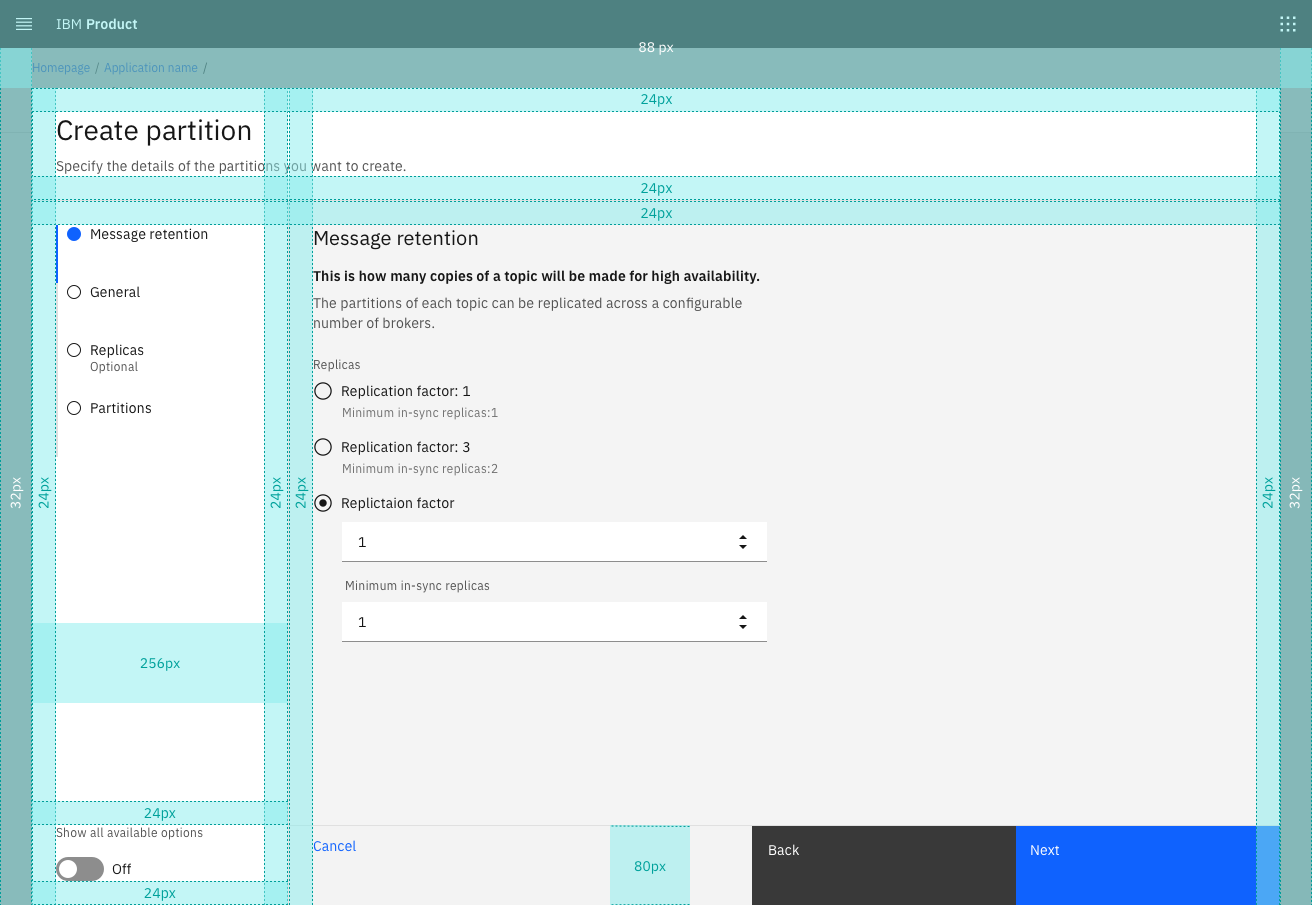 IBM Product
88 px
Homepage / Application name /
24px
Create partition
Specify the details of the partitions you want to create.
24px
24px
Message retention
General
Replicas
Optional
Partitions
Message retention
This is how many copies of a topic will be made for high availability.
The partitions of each topic can be replicated across a configurable
number of brokers.
Replicas
Replication factor: 1
Minimum in-sync replicas:1
Replication factor: 3
Minimum in-sync replicas:2
32px
24px
24px
24px
24px
32px
Replictaion factor
1
Minimum in-sync replicas
1
256px
24px
Show all available options
Off
24px
Cancel
80px
Back
Next